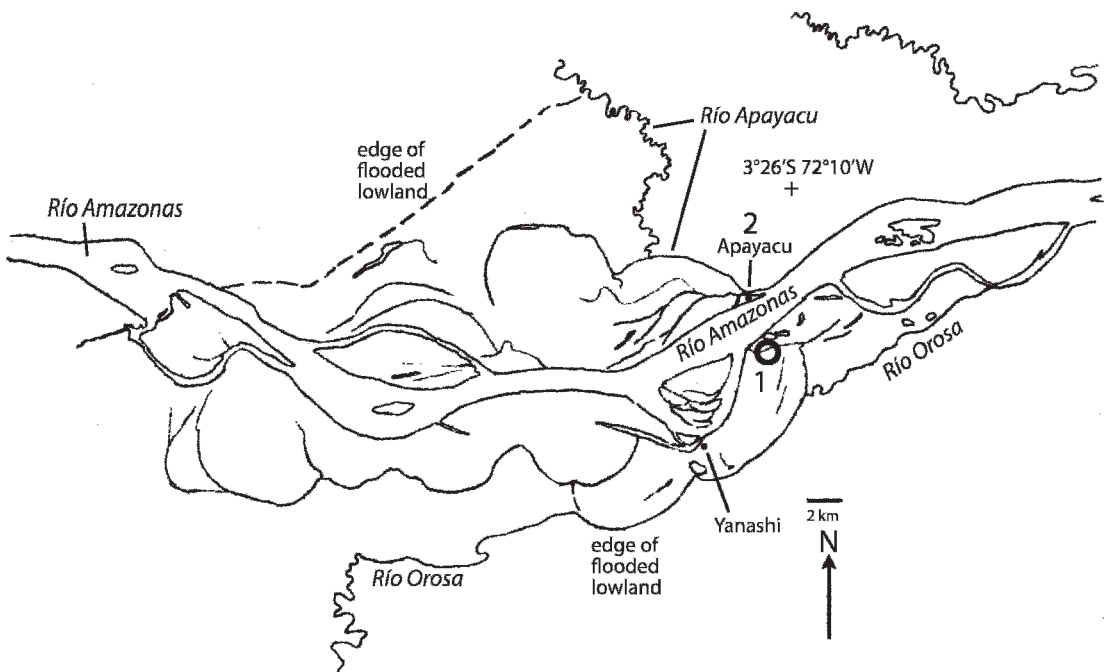 Río Apayacu
edge of
flooded
lowland
3°26'S 72°10'W
Río Amazonas
2
Apayacu
Río Amazonas
1
Río Orosa
Yanashi
2 km
N
edge of
flooded
lowland
Río Orosa